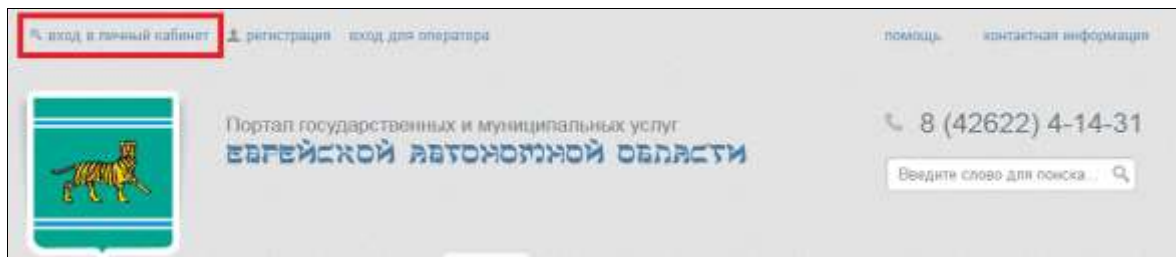 вход в личный кабинет регистрация вход для оператора помощь контактная информация
Портал государственных и муниципальных услуг
ЕВРЕЙСКОЙ АВТОНОМНОЙ ОБЛАСТИ
8 (42622) 4-14-31
Введите слово для поиска...